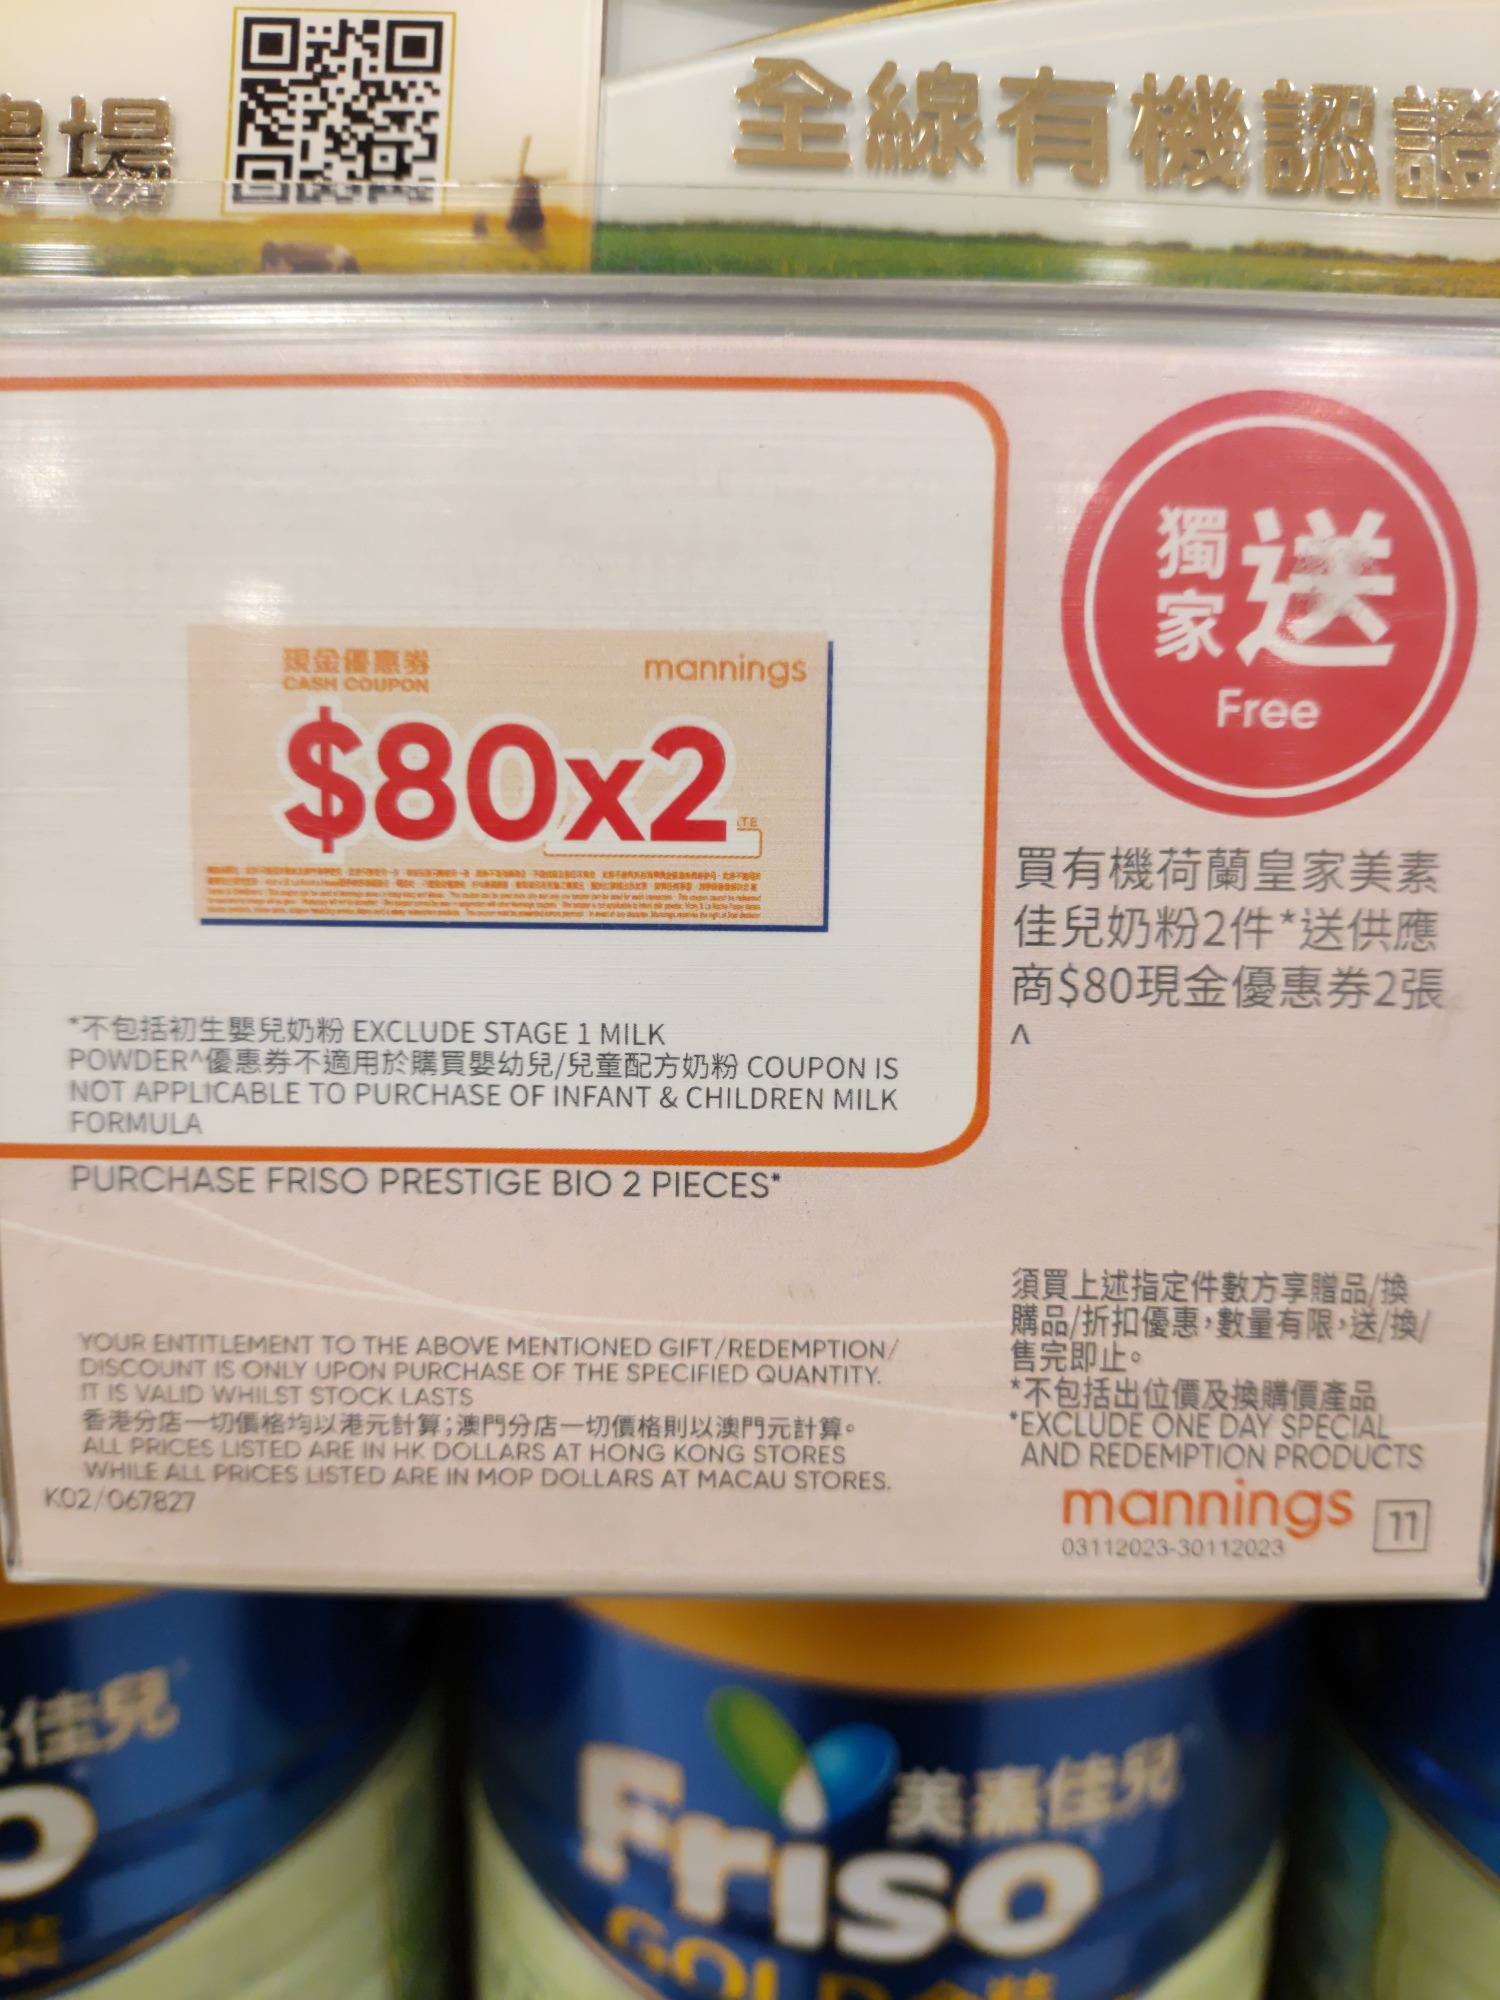 農場
全線有機認證
現金優惠券
CASH COUPON
mannings
$80x2
獨家送
Free
買有機荷蘭皇家美素
佳兒奶粉2件*送供應
商$80現金優惠券2張
^
*不包括初生嬰兒奶粉 EXCLUDE STAGE 1 MILK
POWDER^優惠券不適用於購買嬰幼兒/兒童配方奶粉 COUPON IS
NOT APPLICABLE TO PURCHASE OF INFANT & CHILDREN MILK
FORMULA
PURCHASE FRISO PRESTIGE BIO 2 PIECES*
須買上述指定件數方享贈品/換
購品/折扣優惠，數量有限，送/換/
售完即止。
*不包括出位價及換購價產品
*EXCLUDE ONE DAY SPECIAL
AND REDEMPTION PRODUCTS
YOUR ENTITLEMENT TO THE ABOVE MENTIONED GIFT/REDEMPTION/
DISCOUNT IS ONLY UPON PURCHASE OF THE SPECIFIED QUANTITY.
IT IS VALID WHILST STOCK LASTS
香港分店一切價格均以港元計算；澳門分店一切價格則以澳門元計算。
ALL PRICES LISTED ARE IN HK DOLLARS AT HONG KONG STORES
WHILE ALL PRICES LISTED ARE IN MOP DOLLARS AT MACAU STORES.
K02/067827
mannings
11
03112023-30112023
佳兒
Friso
美素佳兒
GOLD